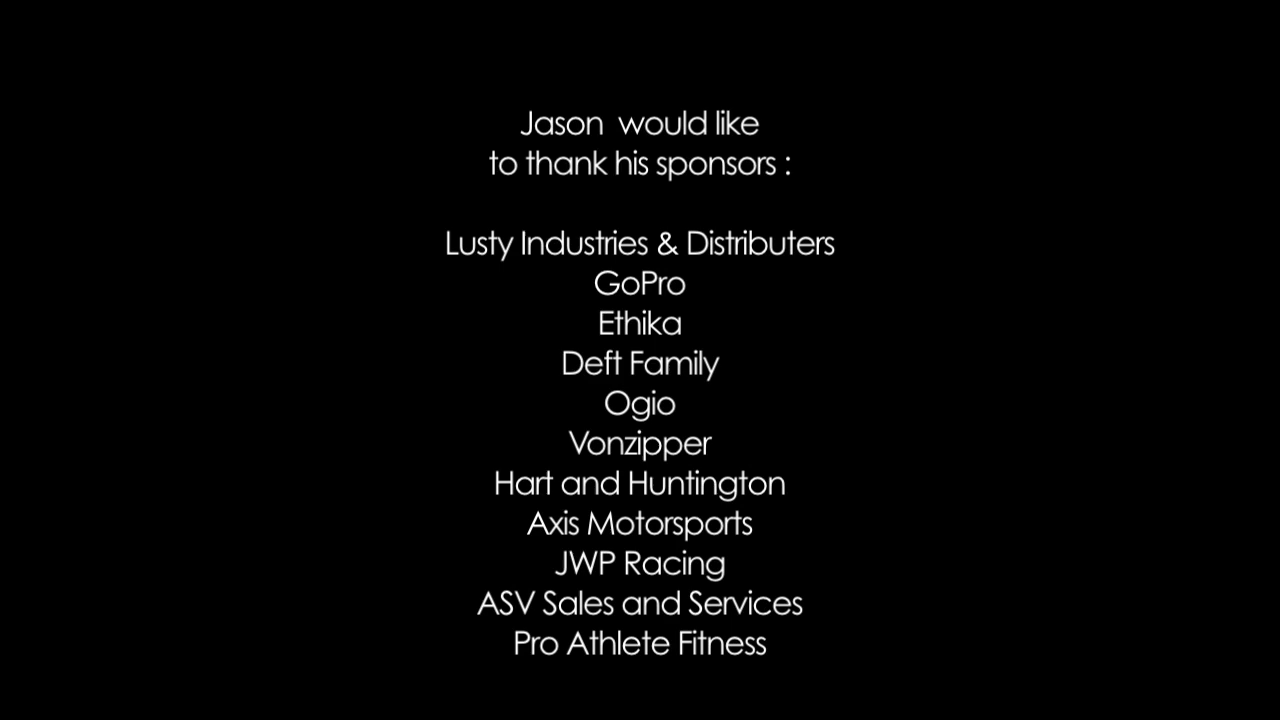 Jason  would like
to thank his sponsors :
Lusty Industries & Distributers
GoPro
Ethika
Deft Family
Ogio
Vonzipper
Hart and Huntington
Axis Motorsports
JWP Racing
ASV Sales and Services
Pro Athlete Fitness